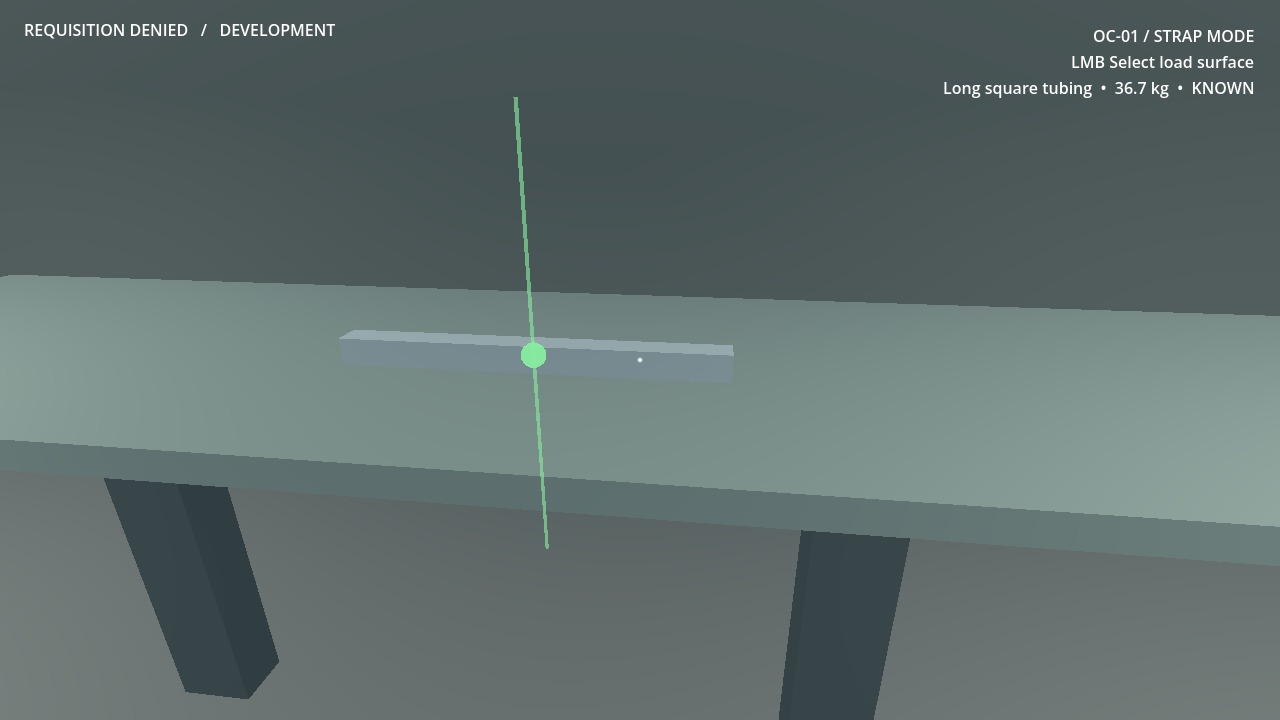 REQUISITION DENIED / DEVELOPMENT
OC-01 / STRAP MODE
LMB Select load surface
Long square tubing • 36.7 kg • KNOWN